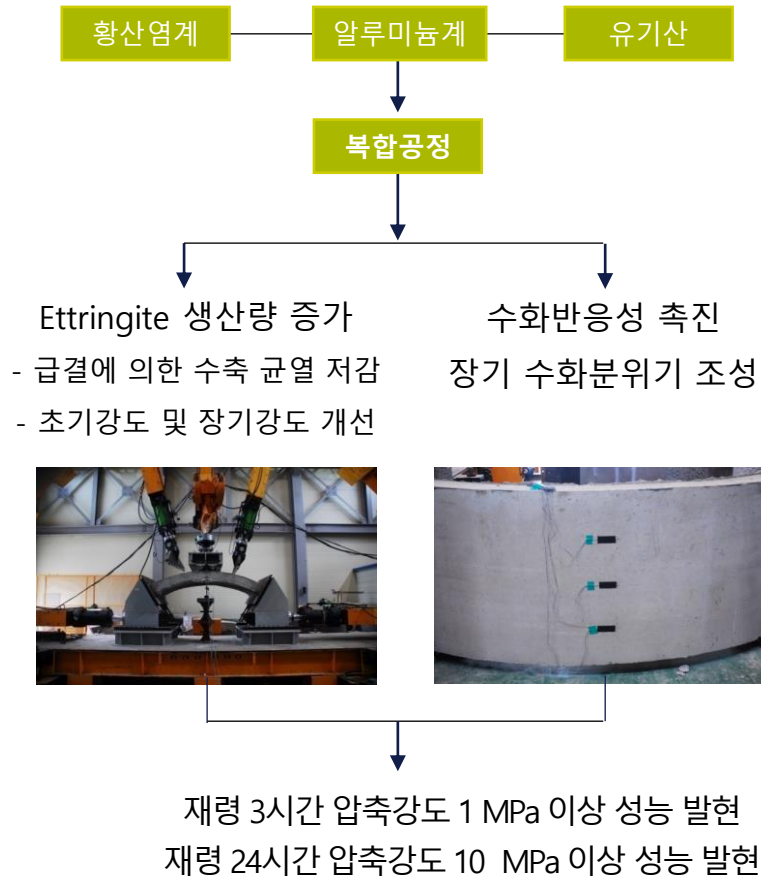 황산염계 알루미늄계 유기산
복합공정
Ettringite 생산량 증가
- 급결에 의한 수축 균열 저감
- 초기강도 및 장기강도 개선
수화반응성 촉진
장기 수화분위기 조성
재령 3시간 압축강도 1 MPa 이상 성능 발현
재령 24시간 압축강도 10 MPa 이상 성능 발현